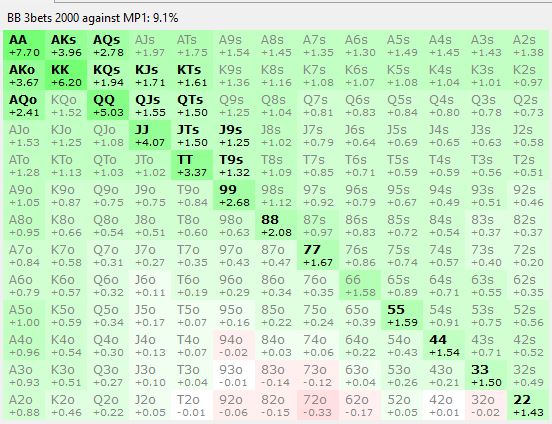 BB 3bets 2000 against MP1: 9.1%
AA AKs AQs AJs ATs A9s A8s A7s A6s A5s A4s A3s A2s
+7.70 +3.96 +2.78 +1.97 +1.75 +1.54 +1.45 +1.35 +1.30 +1.49 +1.45 +1.43 +1.38
AKo KK KQs KJs KTs K9s K8s K7s K6s K5s K4s K3s K2s
+3.67 +6.20 +1.94 +1.71 +1.61 +1.36 +1.16 +1.08 +1.07 +1.08 +1.04 +1.01 +0.97
AQo KQo QQ QJs QTs Q9s Q8s Q7s Q6s Q5s Q4s Q3s Q2s
+2.41 +1.52 +5.03 +1.55 +1.50 +1.25 +1.04 +0.81 +0.83 +0.84 +0.80 +0.78 +0.73
AJo KJo QJo JJ JTs J9s J8s J7s J6s J5s J4s J3s J2s
+1.53 +1.25 +1.08 +4.07 +1.50 +1.25 +1.02 +0.79 +0.64 +0.69 +0.65 +0.63 +0.58
ATo KTo QTo JTo TT T9s T8s T7s T6s T5s T4s T3s T2s
+1.28 +1.13 +1.03 +1.02 +3.37 +1.32 +1.09 +0.85 +0.71 +0.59 +0.59 +0.56 +0.51
A9o K9o Q9o J9o T9o 99 98s 97s 96s 95s 94s 93s 92s
+1.05 +0.87 +0.75 +0.75 +0.84 +2.68 +1.12 +0.92 +0.79 +0.67 +0.49 +0.51 +0.46
A8o K8o Q8o J8o T8o 98o 88 87s 86s 85s 84s 83s 82s
+0.95 +0.66 +0.54 +0.51 +0.60 +0.63 +2.08 +0.97 +0.83 +0.72 +0.54 +0.37 +0.37
A7o K7o Q7o J7o T7o 97o 87o 77 76s 75s 74s 73s 72s
+0.84 +0.58 +0.31 +0.27 +0.35 +0.43 +0.47 +1.67 +0.86 +0.74 +0.57 +0.40 +0.20
A6o K6o Q6o J6o T6o 96o 86o 76o 66 65s 64s 63s 62s
+0.79 +0.57 +0.32 +0.11 +0.19 +0.29 +0.34 +0.35 +1.58 +0.89 +0.71 +0.55 +0.35
A5o K5o Q5o J5o T5o 95o 85o 75o 65o 55 54s 53s 52s
+1.00 +0.59 +0.34 +0.17 +0.07 +0.16 +0.22 +0.24 +0.39 +1.59 +0.91 +0.75 +0.56
A4o K4o Q4o J4o T4o 94o 84o 74o 64o 54o 44 43s 42s
+0.96 +0.54 +0.30 +0.13 +0.07 -0.02 +0.03 +0.06 +0.22 +0.43 +1.54 +0.71 +0.52
A3o K3o Q3o J3o T3o 93o 83o 73o 63o 53o 43o 33 32s
+0.93 +0.51 +0.27 +0.10 +0.04 -0.01 -0.14 -0.12 +0.04 +0.26 +0.21 +1.50 +0.49
A2o K2o Q2o J2o T2o 92o 82o 72o 62o 52o 42o 32o 22
+0.88 +0.46 +0.22 +0.05 -0.01 -0.06 -0.15 -0.33 -0.17 +0.05 +0.01 -0.02 +1.43